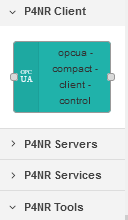 P4NR Client
opcua -
compact -
client -
control
OPC
UA
P4NR Servers
P4NR Services
P4NR Tools